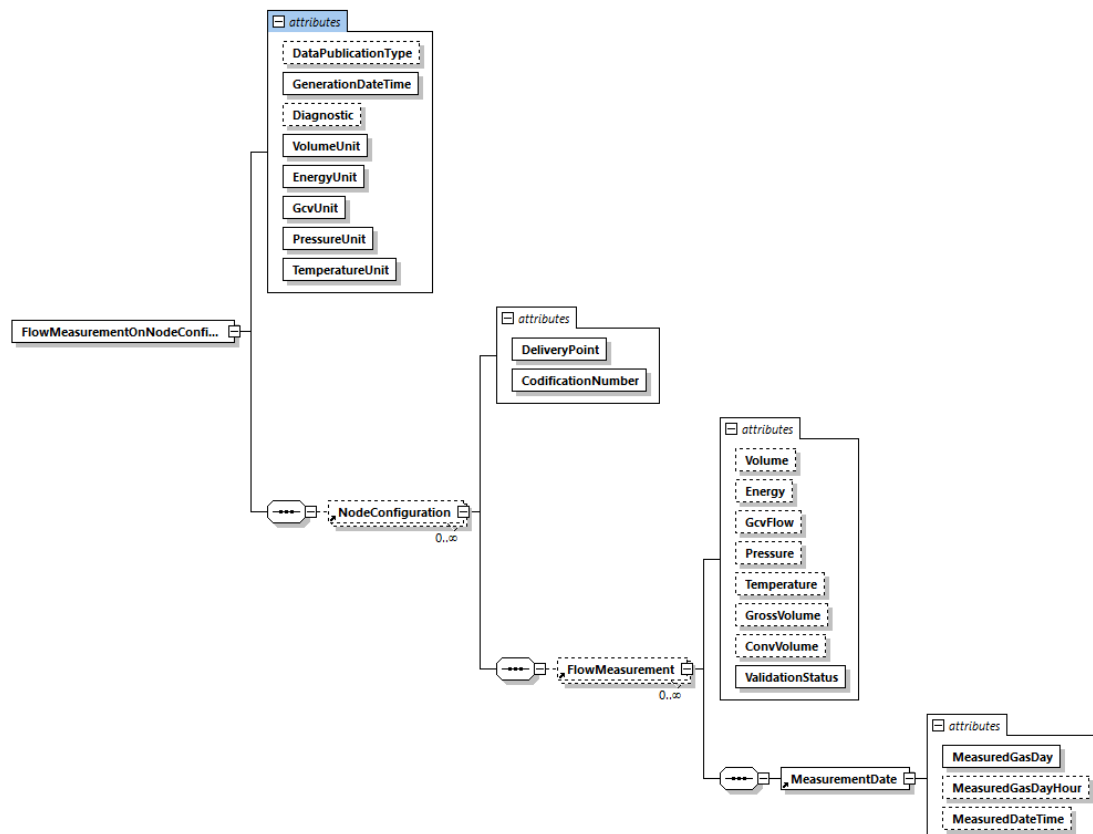 attributes
DataPublicationType
GenerationDateTime
Diagnostic
VolumeUnit
EnergyUnit
GcvUnit
PressureUnit
TemperatureUnit
FlowMeasurementOnNodeConfi...
attributes
DeliveryPoint
CodificationNumber
NodeConfiguration
0..∞
attributes
Volume
Energy
GcvFlow
Pressure
Temperature
GrossVolume
ConvVolume
ValidationStatus
FlowMeasurement
0..∞
attributes
MeasuredGasDay
MeasuredGasDayHour
MeasuredDateTime
MeasurementDate